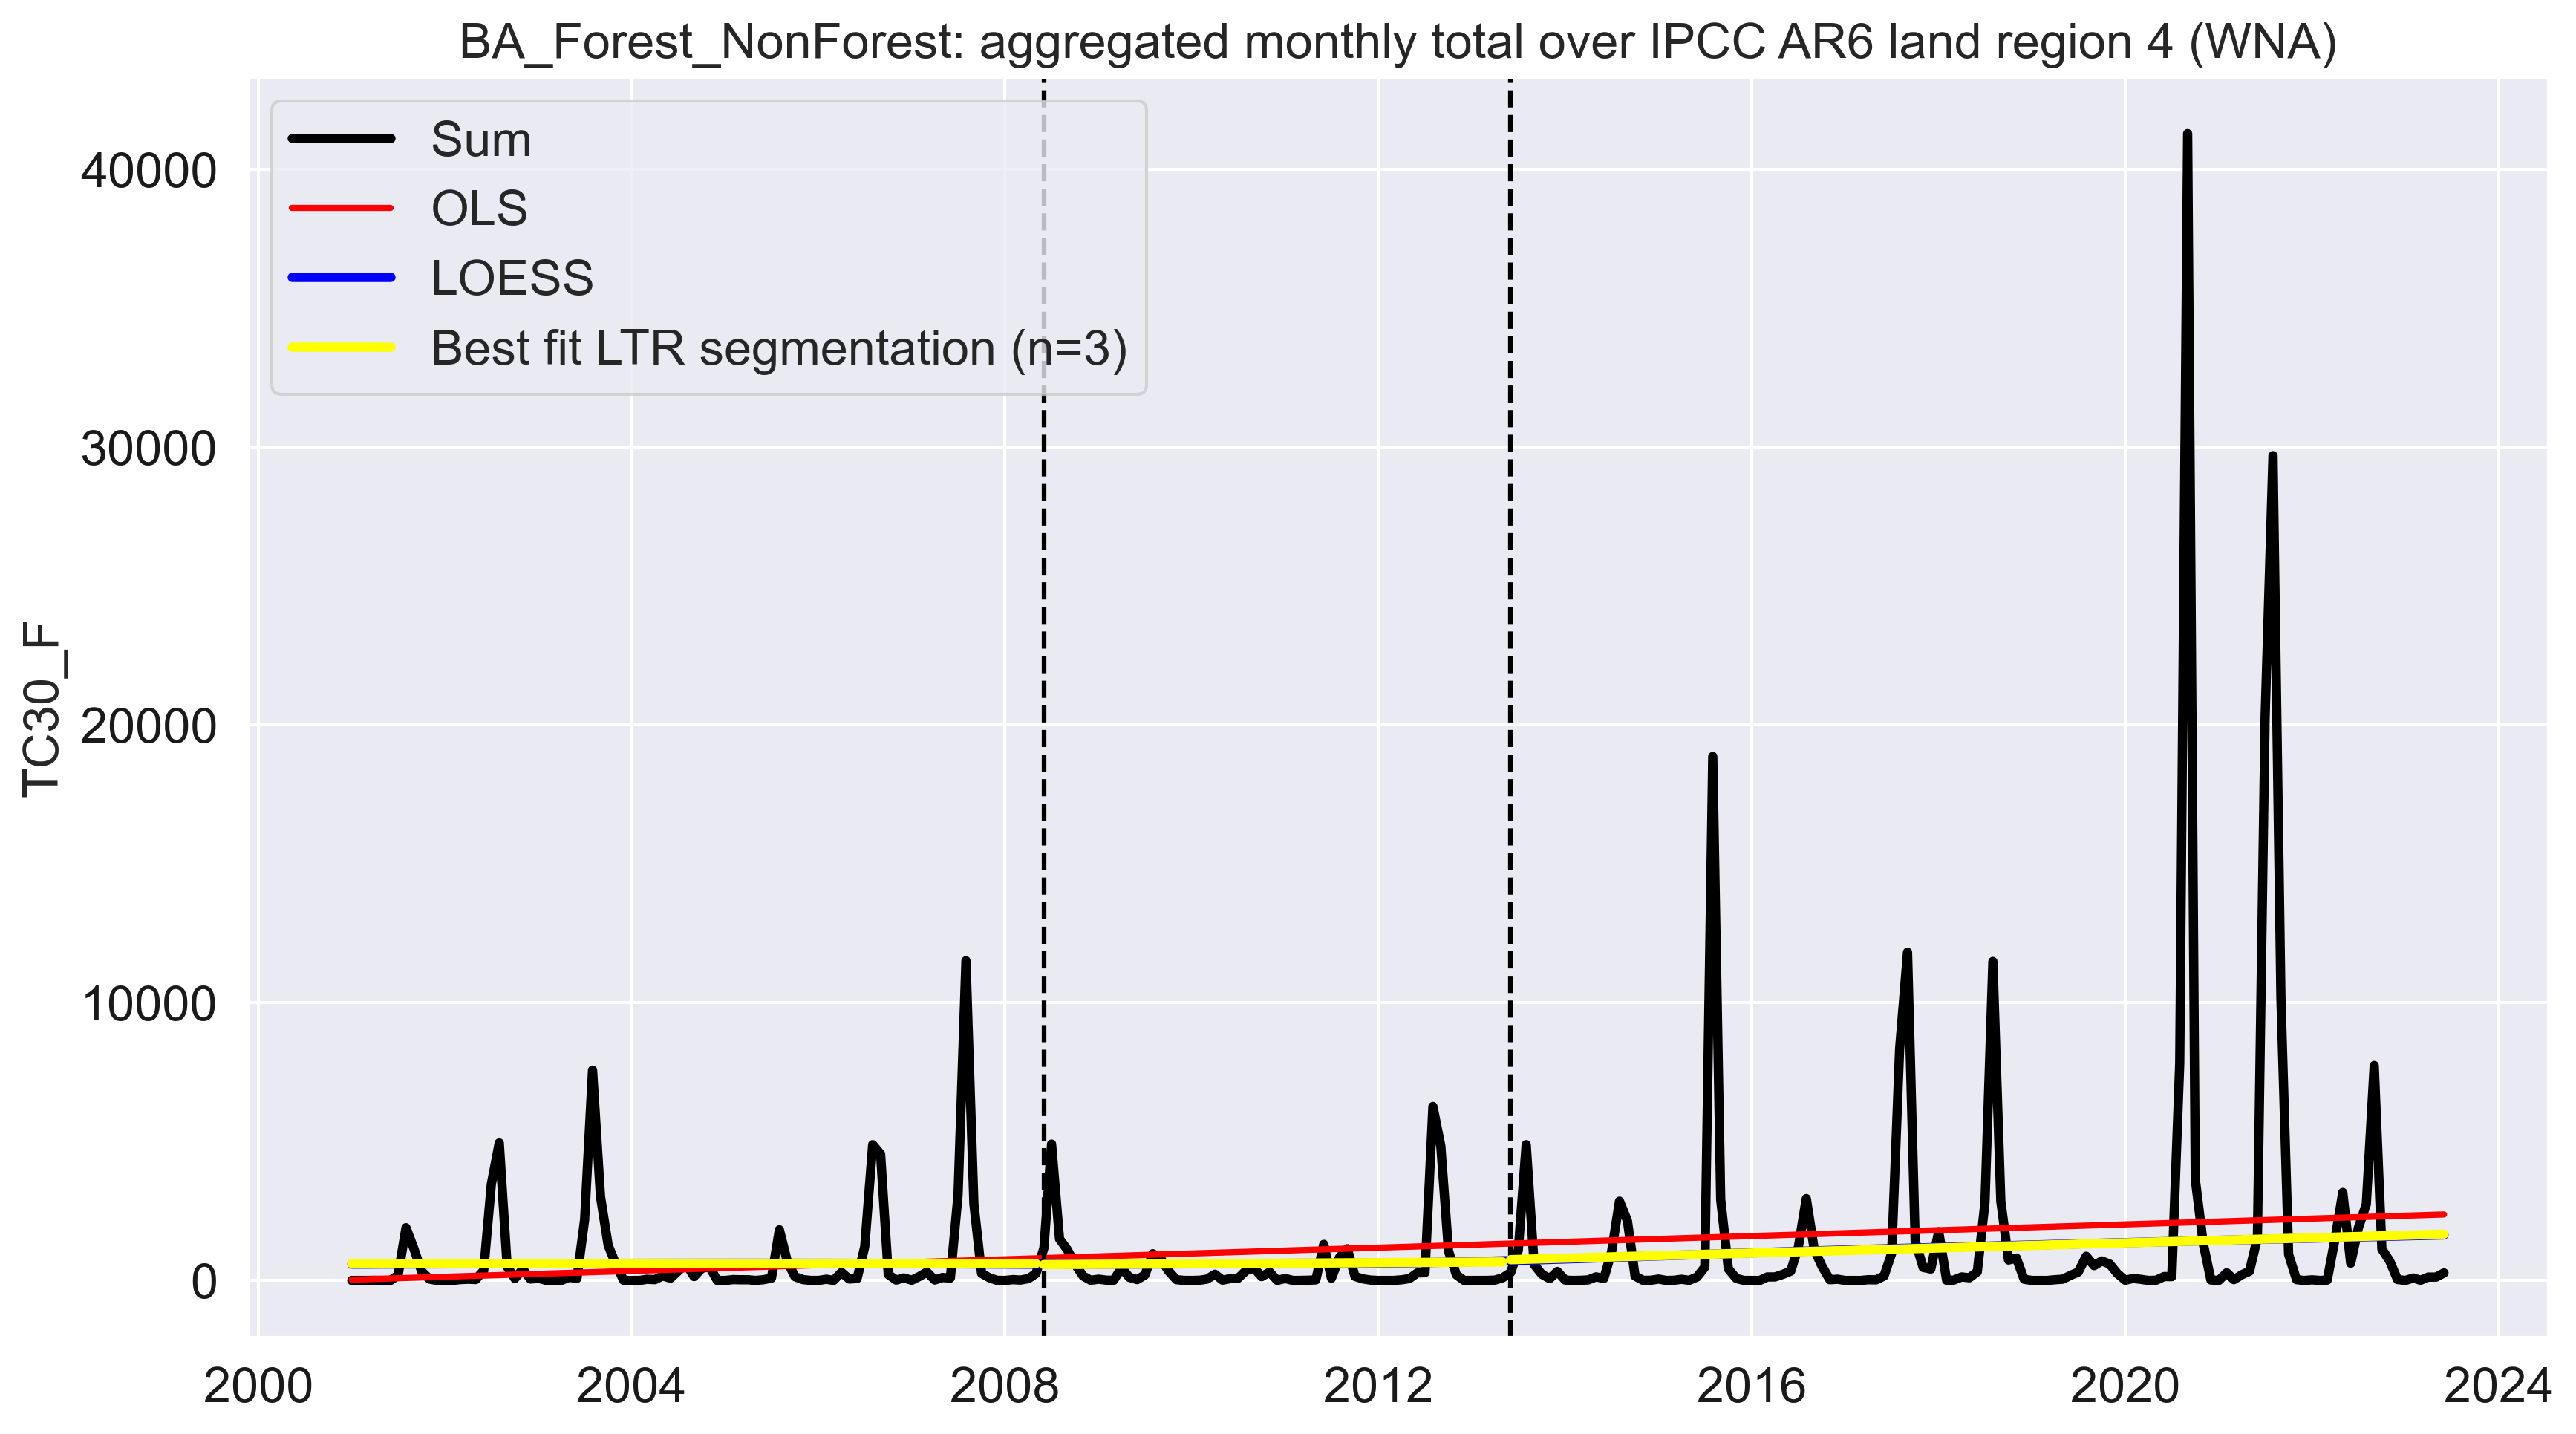 BA_Forest_NonForest: aggregated monthly total over IPCC AR6 land region 4 (WNA)
Sum
OLS
LOESS
Best fit LTR segmentation (n=3)
TC30_F
40000
30000
20000
10000
0
2000 2004 2008 2012 2016 2020 2024